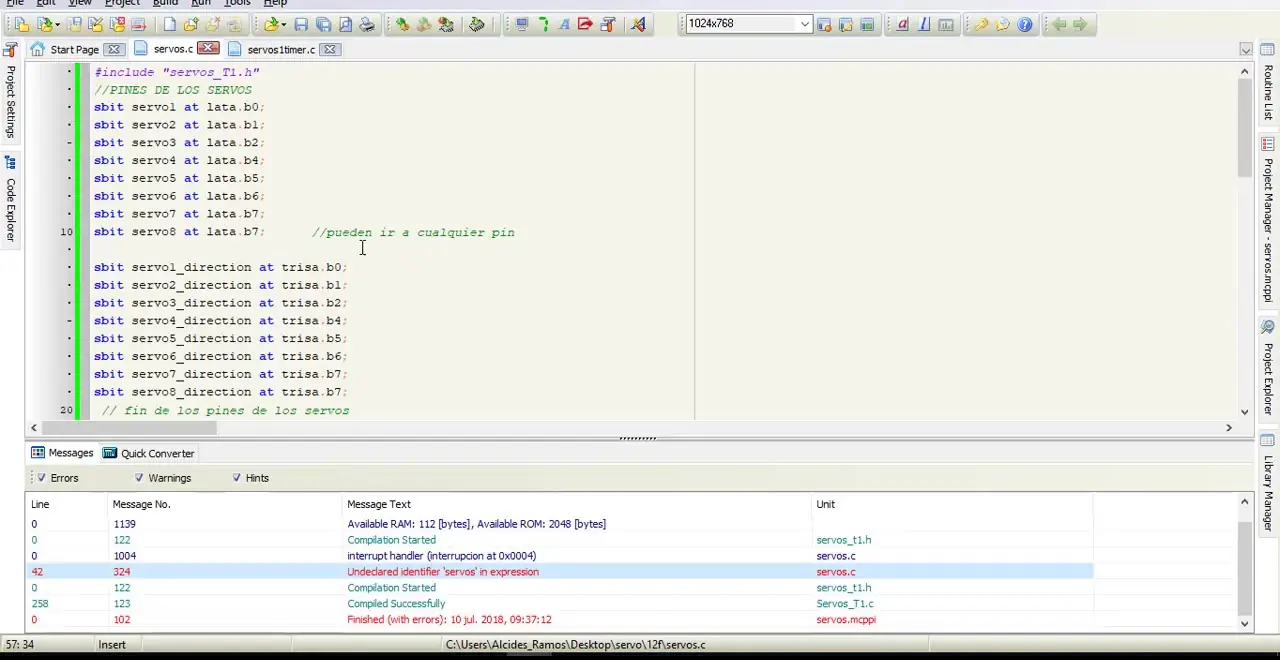 File Edit View Project Build Run Tools Help
1024x768
Start Page servos.c servos1timer.c
Project Settings
Code Explorer
#include "servos_T1.h"
//PINES DE LOS SERVOS
sbit servo1 at lata.b0;
sbit servo2 at lata.b1;
sbit servo3 at lata.b2;
sbit servo4 at lata.b4;
sbit servo5 at lata.b5;
sbit servo6 at lata.b6;
sbit servo7 at lata.b7;
10 sbit servo8 at lata.b7; //pueden ir a cualquier pin
sbit servo1_direction at trisa.b0;
sbit servo2_direction at trisa.b1;
sbit servo3_direction at trisa.b2;
sbit servo4_direction at trisa.b4;
sbit servo5_direction at trisa.b5;
sbit servo6_direction at trisa.b6;
sbit servo7_direction at trisa.b7;
sbit servo8_direction at trisa.b7;
20 // fin de los pines de los servos
Routine List
Project Manager - servos.mcppi
Project Explorer
Library Manager
Messages Quick Converter
Errors Warnings Hints
Line Message No. Message Text Unit
0 1139 Available RAM: 112 [bytes], Available ROM: 2048 [bytes]
0 122 Compilation Started servos_t1.h
0 1004 interrupt handler (interrupcion at 0x0004) servos.c
42 324 Undeclared identifier 'servos' in expression servos.c
0 122 Compilation Started servos_t1.h
258 123 Compiled Successfully Servos_T1.c
0 102 Finished (with errors): 10 jul. 2018, 09:37:12 servos.mcppi
57: 34 Insert C:\Users\Alcides_Ramos\Desktop\servo\12f\servos.c